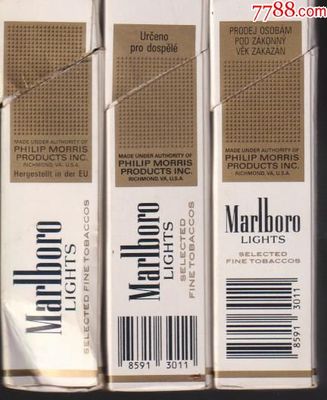 7788.com
MADE UNDER AUTHORITY OF
PHILIP MORRIS
PRODUCTS INC.
RICHMOND, VA, U.S.A.
Hergestellt in der EU
Marlboro
LIGHTS
SELECTED FINE TOBACCOS
Určeno
pro dospělé
MADE UNDER AUTHORITY OF
PHILIP MORRIS
PRODUCTS INC.
RICHMOND, VA, U.S.A.
Marlboro
LIGHTS
SELECTED
FINE TOBACCOS
8591 3011
PRODEJ OSOBÁM
POD ZÁKONNÝ
VĚK ZAKÁZÁN
MADE UNDER AUTHORITY OF
PHILIP MORRIS
PRODUCTS INC.
RICHMOND, VA, U.S.A.
Marlboro
LIGHTS
SELECTED
FINE TOBACCOS
8591 3011